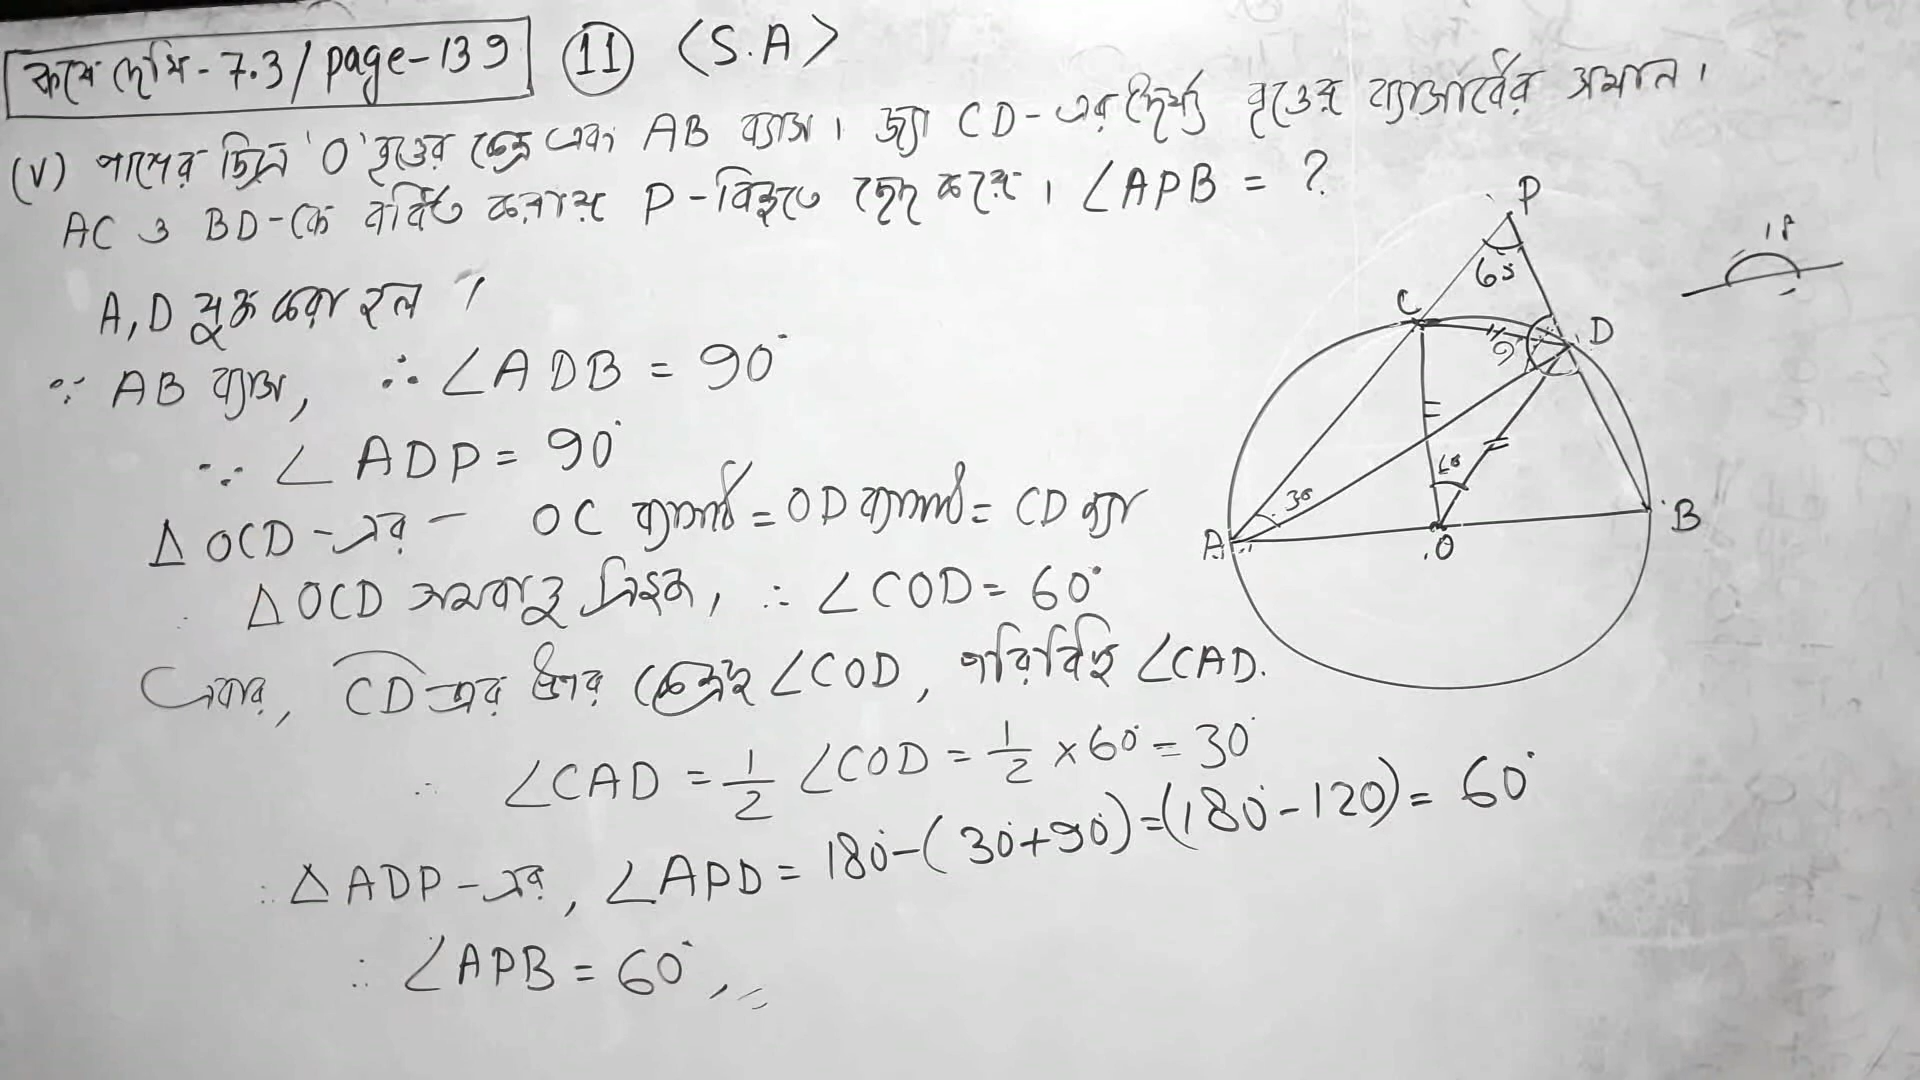 কষে দেখি - 7.3 / page-139 (11) <S.A>
(V) পাশের চিত্রে 'O' বৃত্তের কেন্দ্র এবং AB ব্যাস। জ্যা CD-এর দৈর্ঘ্য বৃত্তের ব্যাসার্ধের সমান।
AC ও BD-কে বর্ধিত করায় P-বিন্দুতে ছেদ করে। ∠APB = ?
A, D যুক্ত করা হল।
∵ AB ব্যাস, ∴ ∠ADB = 90°
∴ ∠ADP = 90°
△OCD-এর - OC ব্যাসার্ধ = OD ব্যাসার্ধ = CD জ্যা
△OCD সমবাহু ত্রিভুজ, ∴ ∠COD = 60°
এবার, CD-এর উপর কেন্দ্রস্থ ∠COD, পরিধিস্থ ∠CAD.
∴ ∠CAD = 1/2 ∠COD = 1/2 × 60° = 30°
∴ △ADP-এর, ∠APD = 180°-(30°+90°) = (180°-120) = 60°
∴ ∠APB = 60°
P
60°
18
C
D
60
30
A
O
B